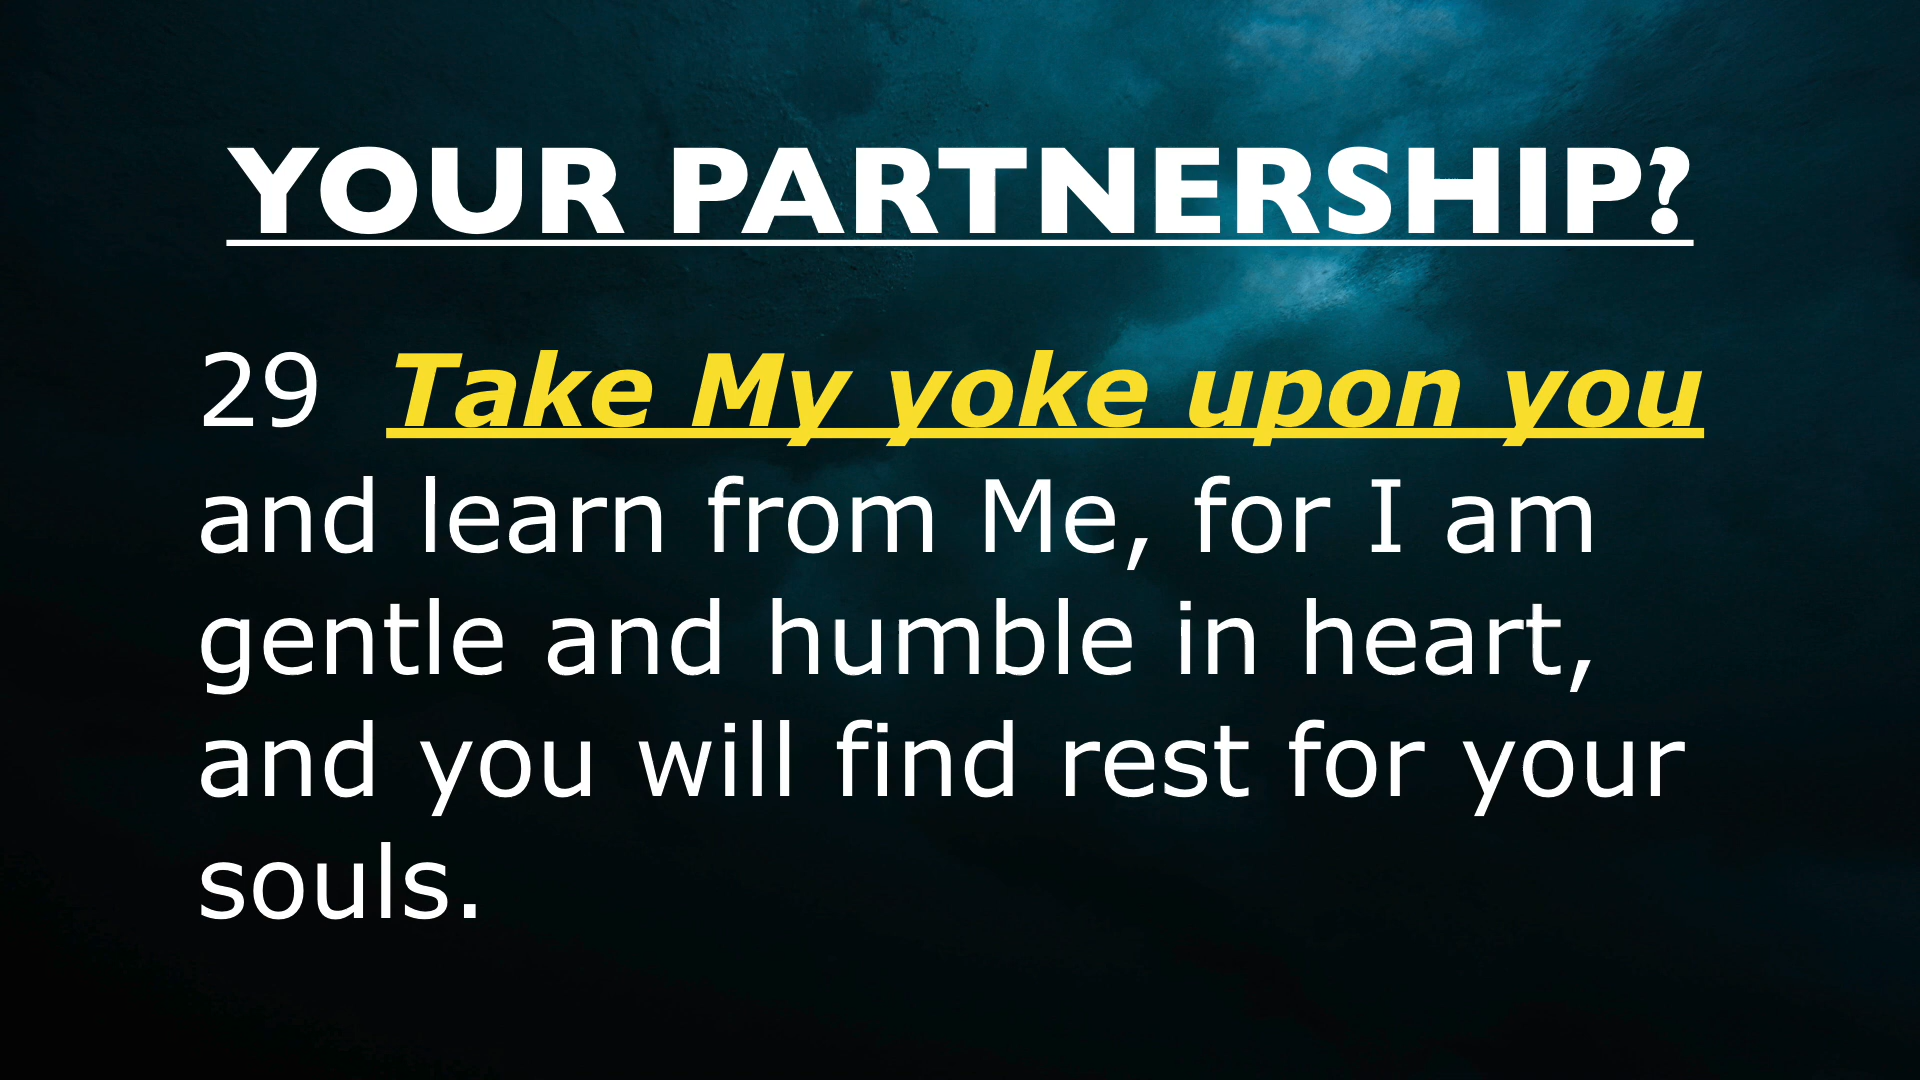 YOUR PARTNERSHIP?
29 Take My yoke upon you
and learn from Me, for I am
gentle and humble in heart,
and you will find rest for your
souls.